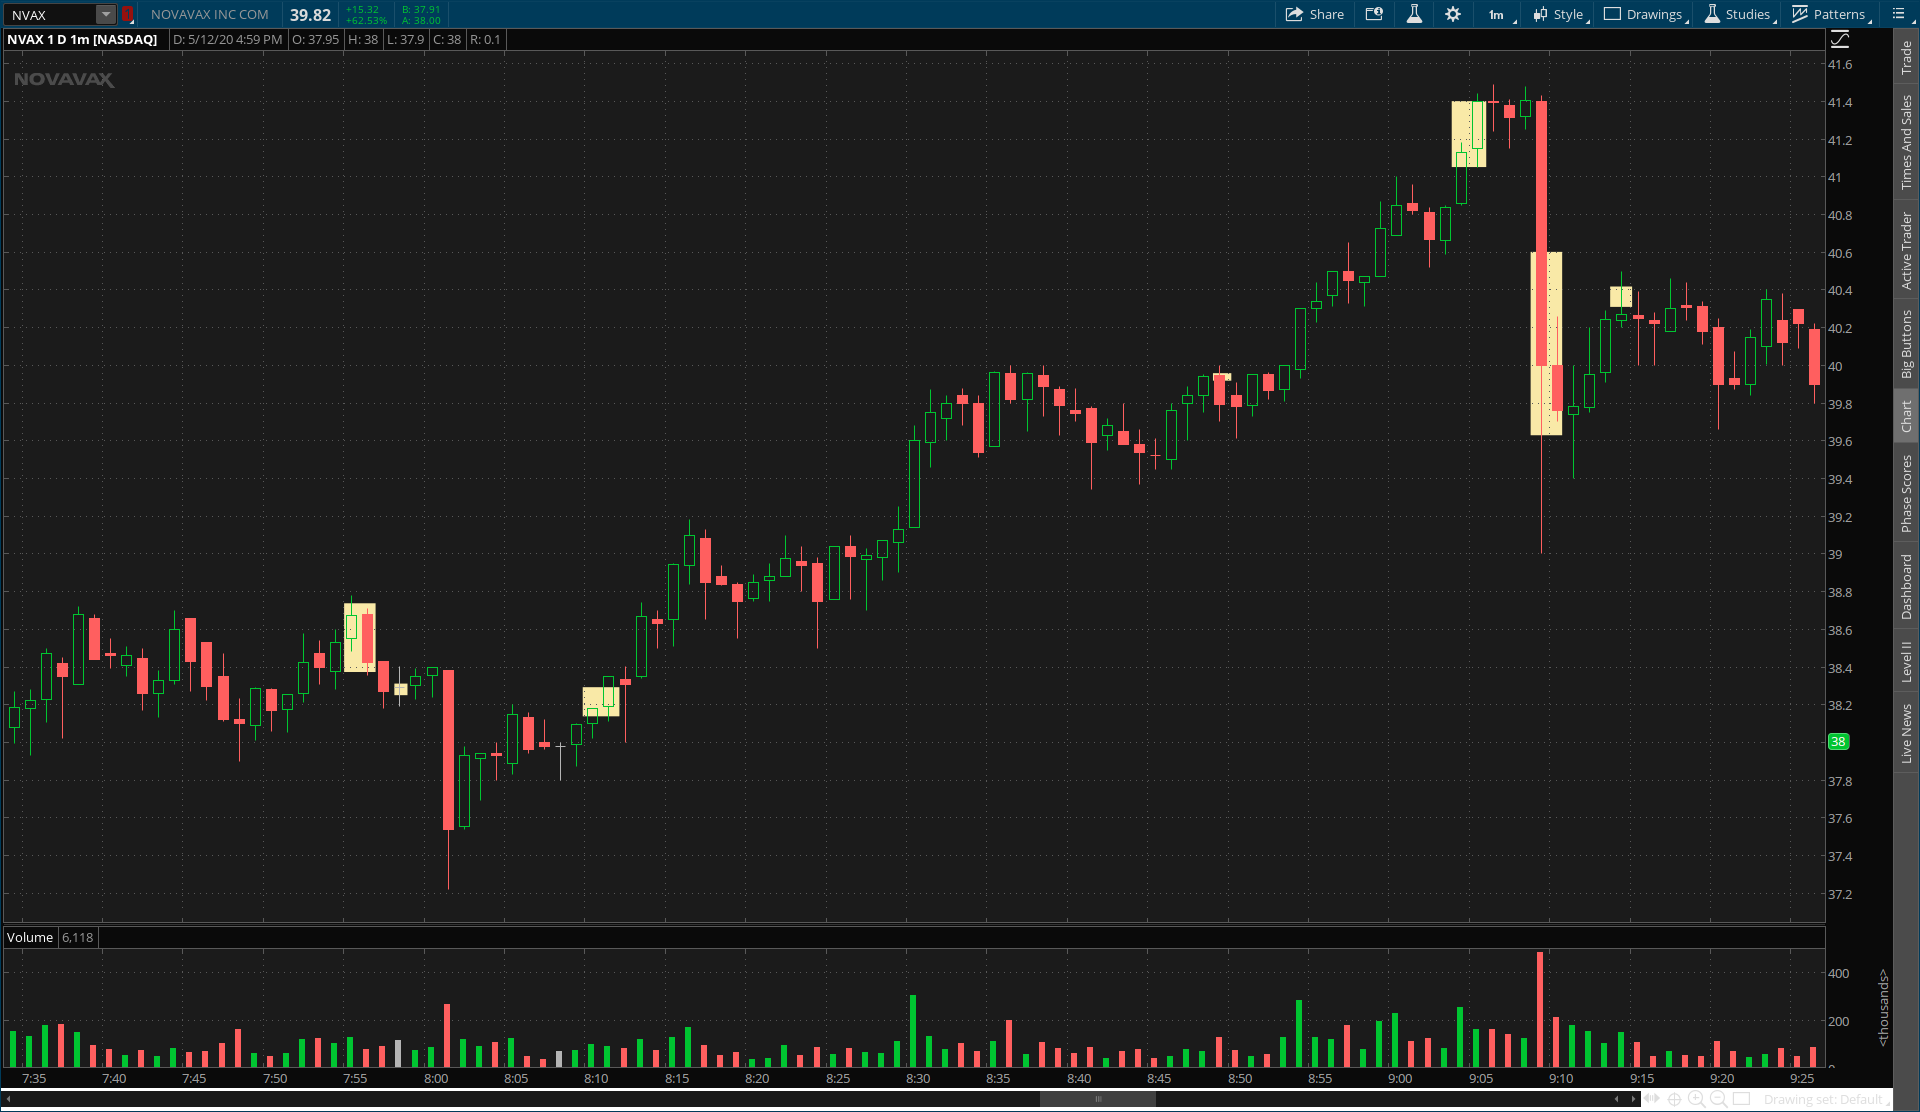 NVAX 1 NOVAVAX INC COM 39.82 +15.32 B: 37.91
+62.53% A: 38.00
Share 1m Style Drawings Studies Patterns
NVAX 1 D 1m [NASDAQ] D: 5/12/20 4:59 PM O: 37.95 H: 38 L: 37.9 C: 38 R: 0.1
NOVAVAX
41.6
41.4
41.2
41
40.8
40.6
40.4
40.2
40
39.8
39.6
39.4
39.2
39
38.8
38.6
38.4
38.2
38
37.8
37.6
37.4
37.2
Trade
Times And Sales
Active Trader
Big Buttons
Chart
Phase Scores
Dashboard
Level II
Live News
Volume 6,118
400
200
<thousands>
7:35 7:40 7:45 7:50 7:55 8:00 8:05 8:10 8:15 8:20 8:25 8:30 8:35 8:40 8:45 8:50 8:55 9:00 9:05 9:10 9:15 9:20 9:25
Drawing set: Default